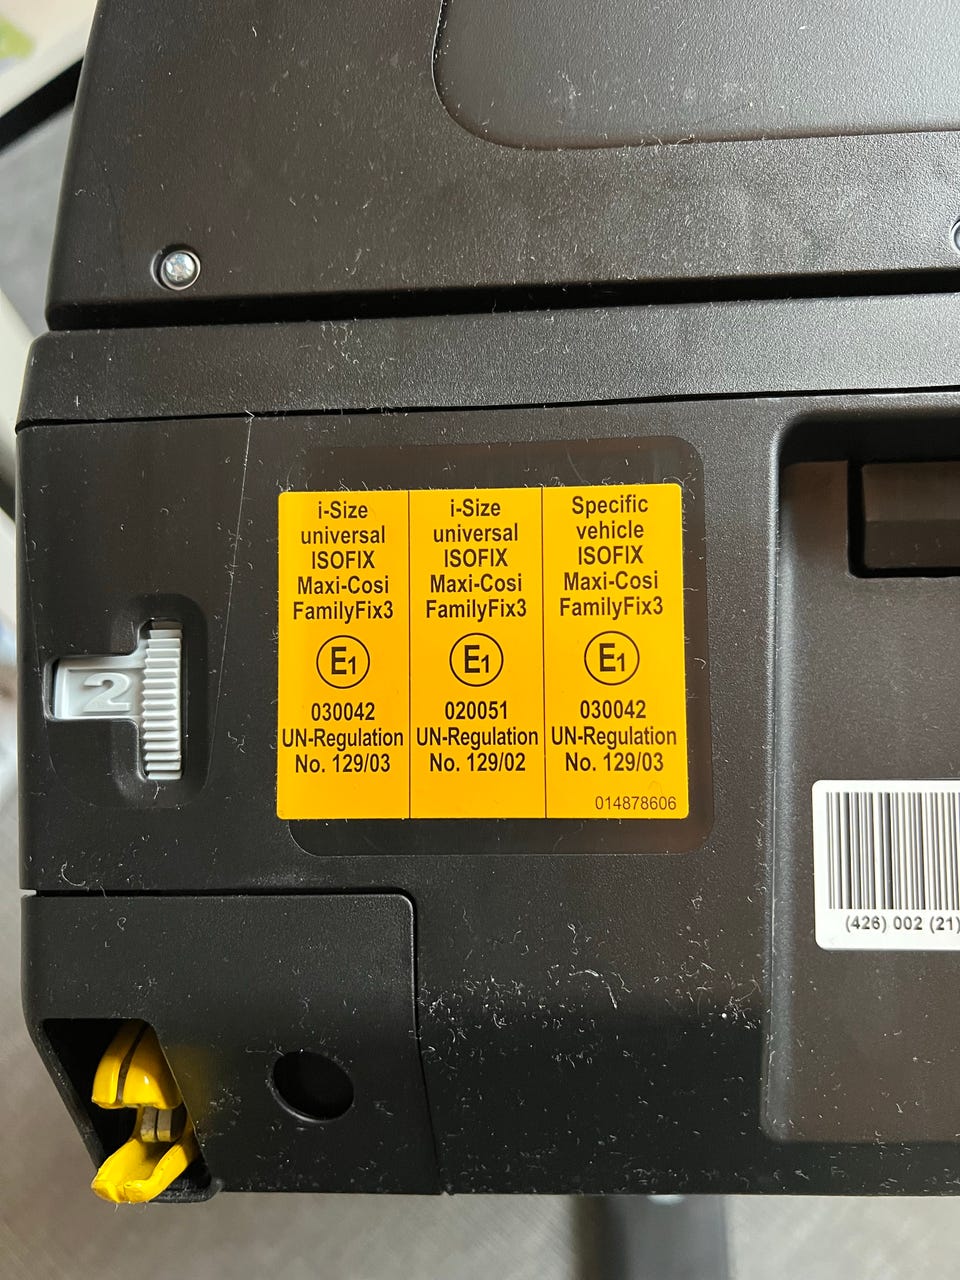 i-Size
universal
ISOFIX
Maxi-Cosi
FamilyFix3
E1
030042
UN-Regulation
No. 129/03
i-Size
universal
ISOFIX
Maxi-Cosi
FamilyFix3
E1
020051
UN-Regulation
No. 129/02
Specific
vehicle
ISOFIX
Maxi-Cosi
FamilyFix3
E1
030042
UN-Regulation
No. 129/03
014878606
2
(426) 002 (21)